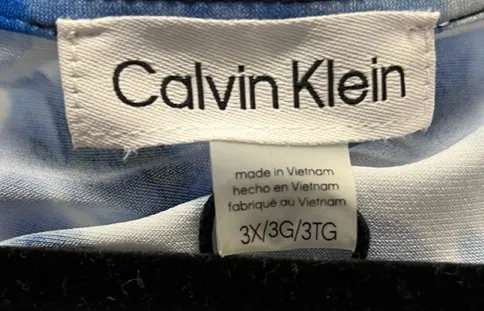 Calvin Klein
made in Vietnam
hecho en Vietnam
fabriqué au Vietnam
3X/3G/3TG